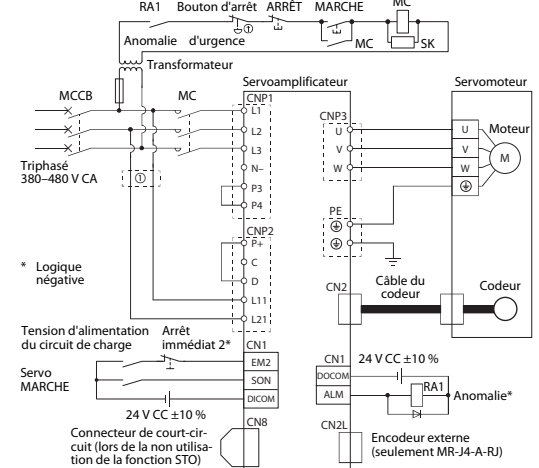 RA1 Bouton d'arrêt ARRÊT MARCHE MC
①
Anomalie d'urgence MC SK
Transformateur
Servoamplificateur Servomoteur
MCCB MC CNP1
L1
L2
L3
N–
P3
P4
CNP3
U
V
W
U
V
W
Moteur
M
Triphasé
380–480 V CA
①
PE
CNP2
P+
C
D
L11
L21
* Logique
négative
CN2
Câble du
codeur
Codeur
Tension d'alimentation
du circuit de charge
Arrêt
immédiat 2*
CN1
EM2
SON
DICOM
Servo
MARCHE
24 V CC ±10 %
CN1
DOCOM
ALM
24 V CC ±10 %
RA1
Anomalie*
CN8
Connecteur de court-cir-
cuit (lors de la non utilisa-
tion de la fonction STO)
CN2L
Encodeur externe
(seulement MR-J4-A-RJ)